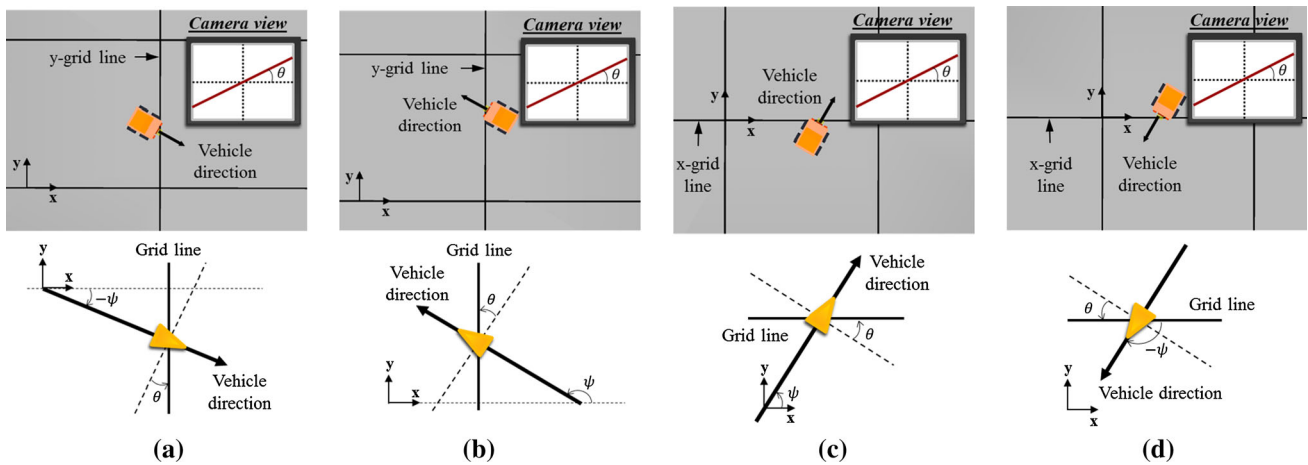 Camera view
y-grid line
θ
Vehicle
direction
y
x
Camera view
y-grid line
θ
Vehicle
direction
y
x
Camera view
Vehicle
direction
θ
y
x
x-grid
line
Camera view
θ
y
x
x-grid
line
Vehicle
direction
Grid line
y
x
−ψ
θ
Vehicle
direction
(a)
Grid line
Vehicle
direction
θ
y
x
ψ
(b)
Vehicle
direction
Grid line
θ
y
ψ
x
(c)
θ
Grid line
−ψ
y
Vehicle direction
x
(d)